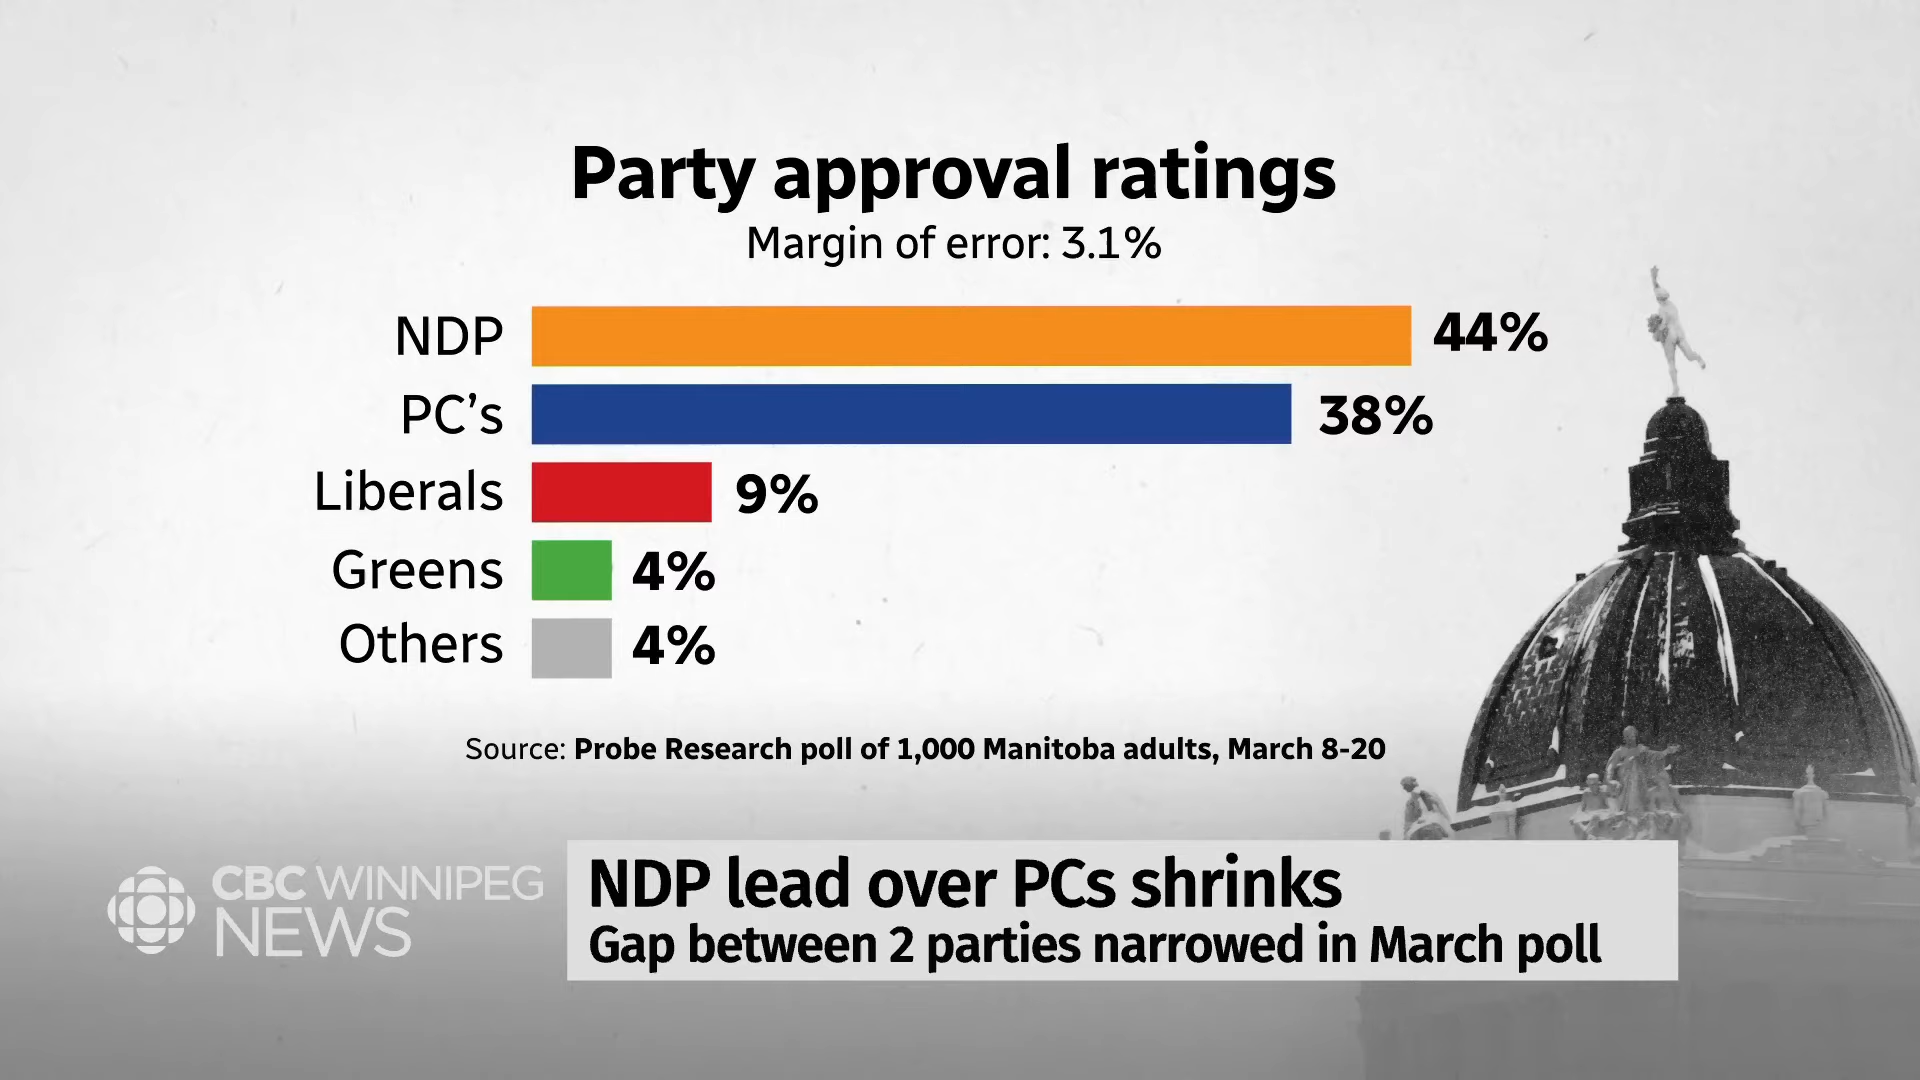 Party approval ratings
Margin of error: 3.1%
NDP 44%
PC’s 38%
Liberals 9%
Greens 4%
Others 4%
Source: Probe Research poll of 1,000 Manitoba adults, March 8-20
CBC WINNIPEG
NEWS
NDP lead over PCs shrinks
Gap between 2 parties narrowed in March poll